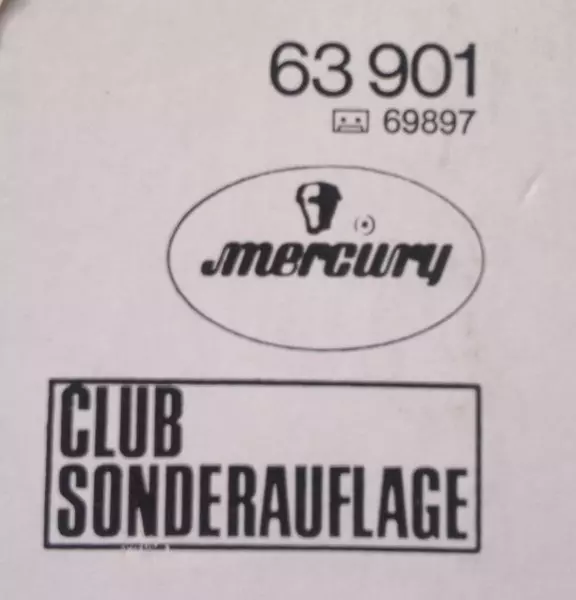 63 901
69897
(•)
mercury
CLUB
SONDERAUFLAGE